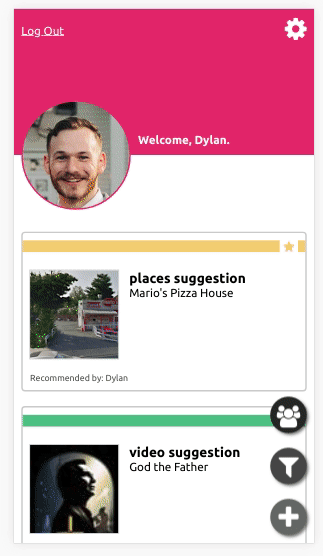 Log Out
Welcome, Dylan.
places suggestion
Mario's Pizza House
Recommended by: Dylan
video suggestion
God the Father